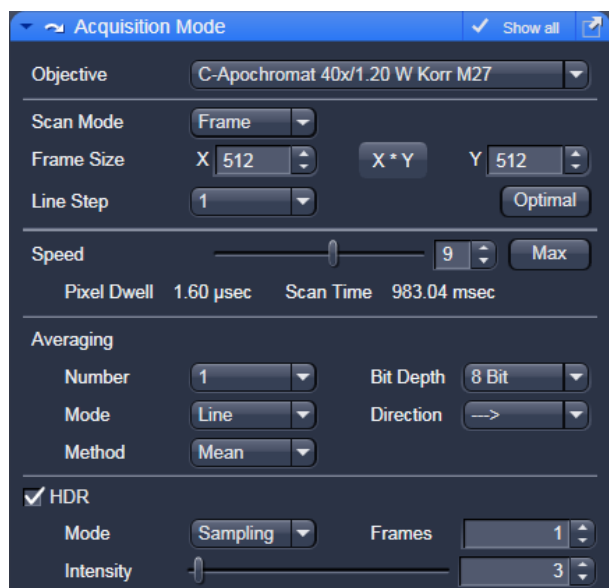 Acquisition Mode Show all
Objective C-Apochromat 40x/1.20 W Korr M27
Scan Mode Frame
Frame Size X 512 X * Y Y 512
Line Step 1 Optimal
Speed 9 Max
Pixel Dwell 1.60 µsec Scan Time 983.04 msec
Averaging
Number 1 Bit Depth 8 Bit
Mode Line Direction --->
Method Mean
HDR
Mode Sampling Frames 1
Intensity 3